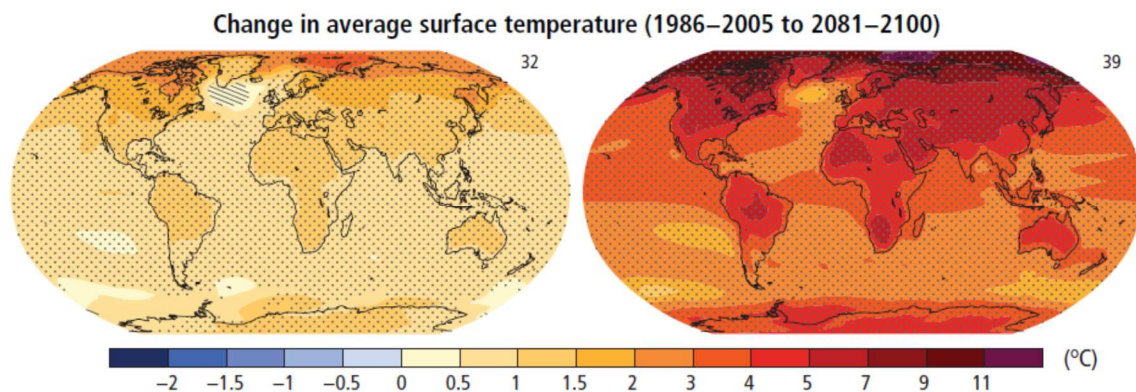 Change in average surface temperature (1986–2005 to 2081–2100)
32
39
−2 −1.5 −1 −0.5 0 0.5 1 1.5 2 3 4 5 7 9 11 (ºC)